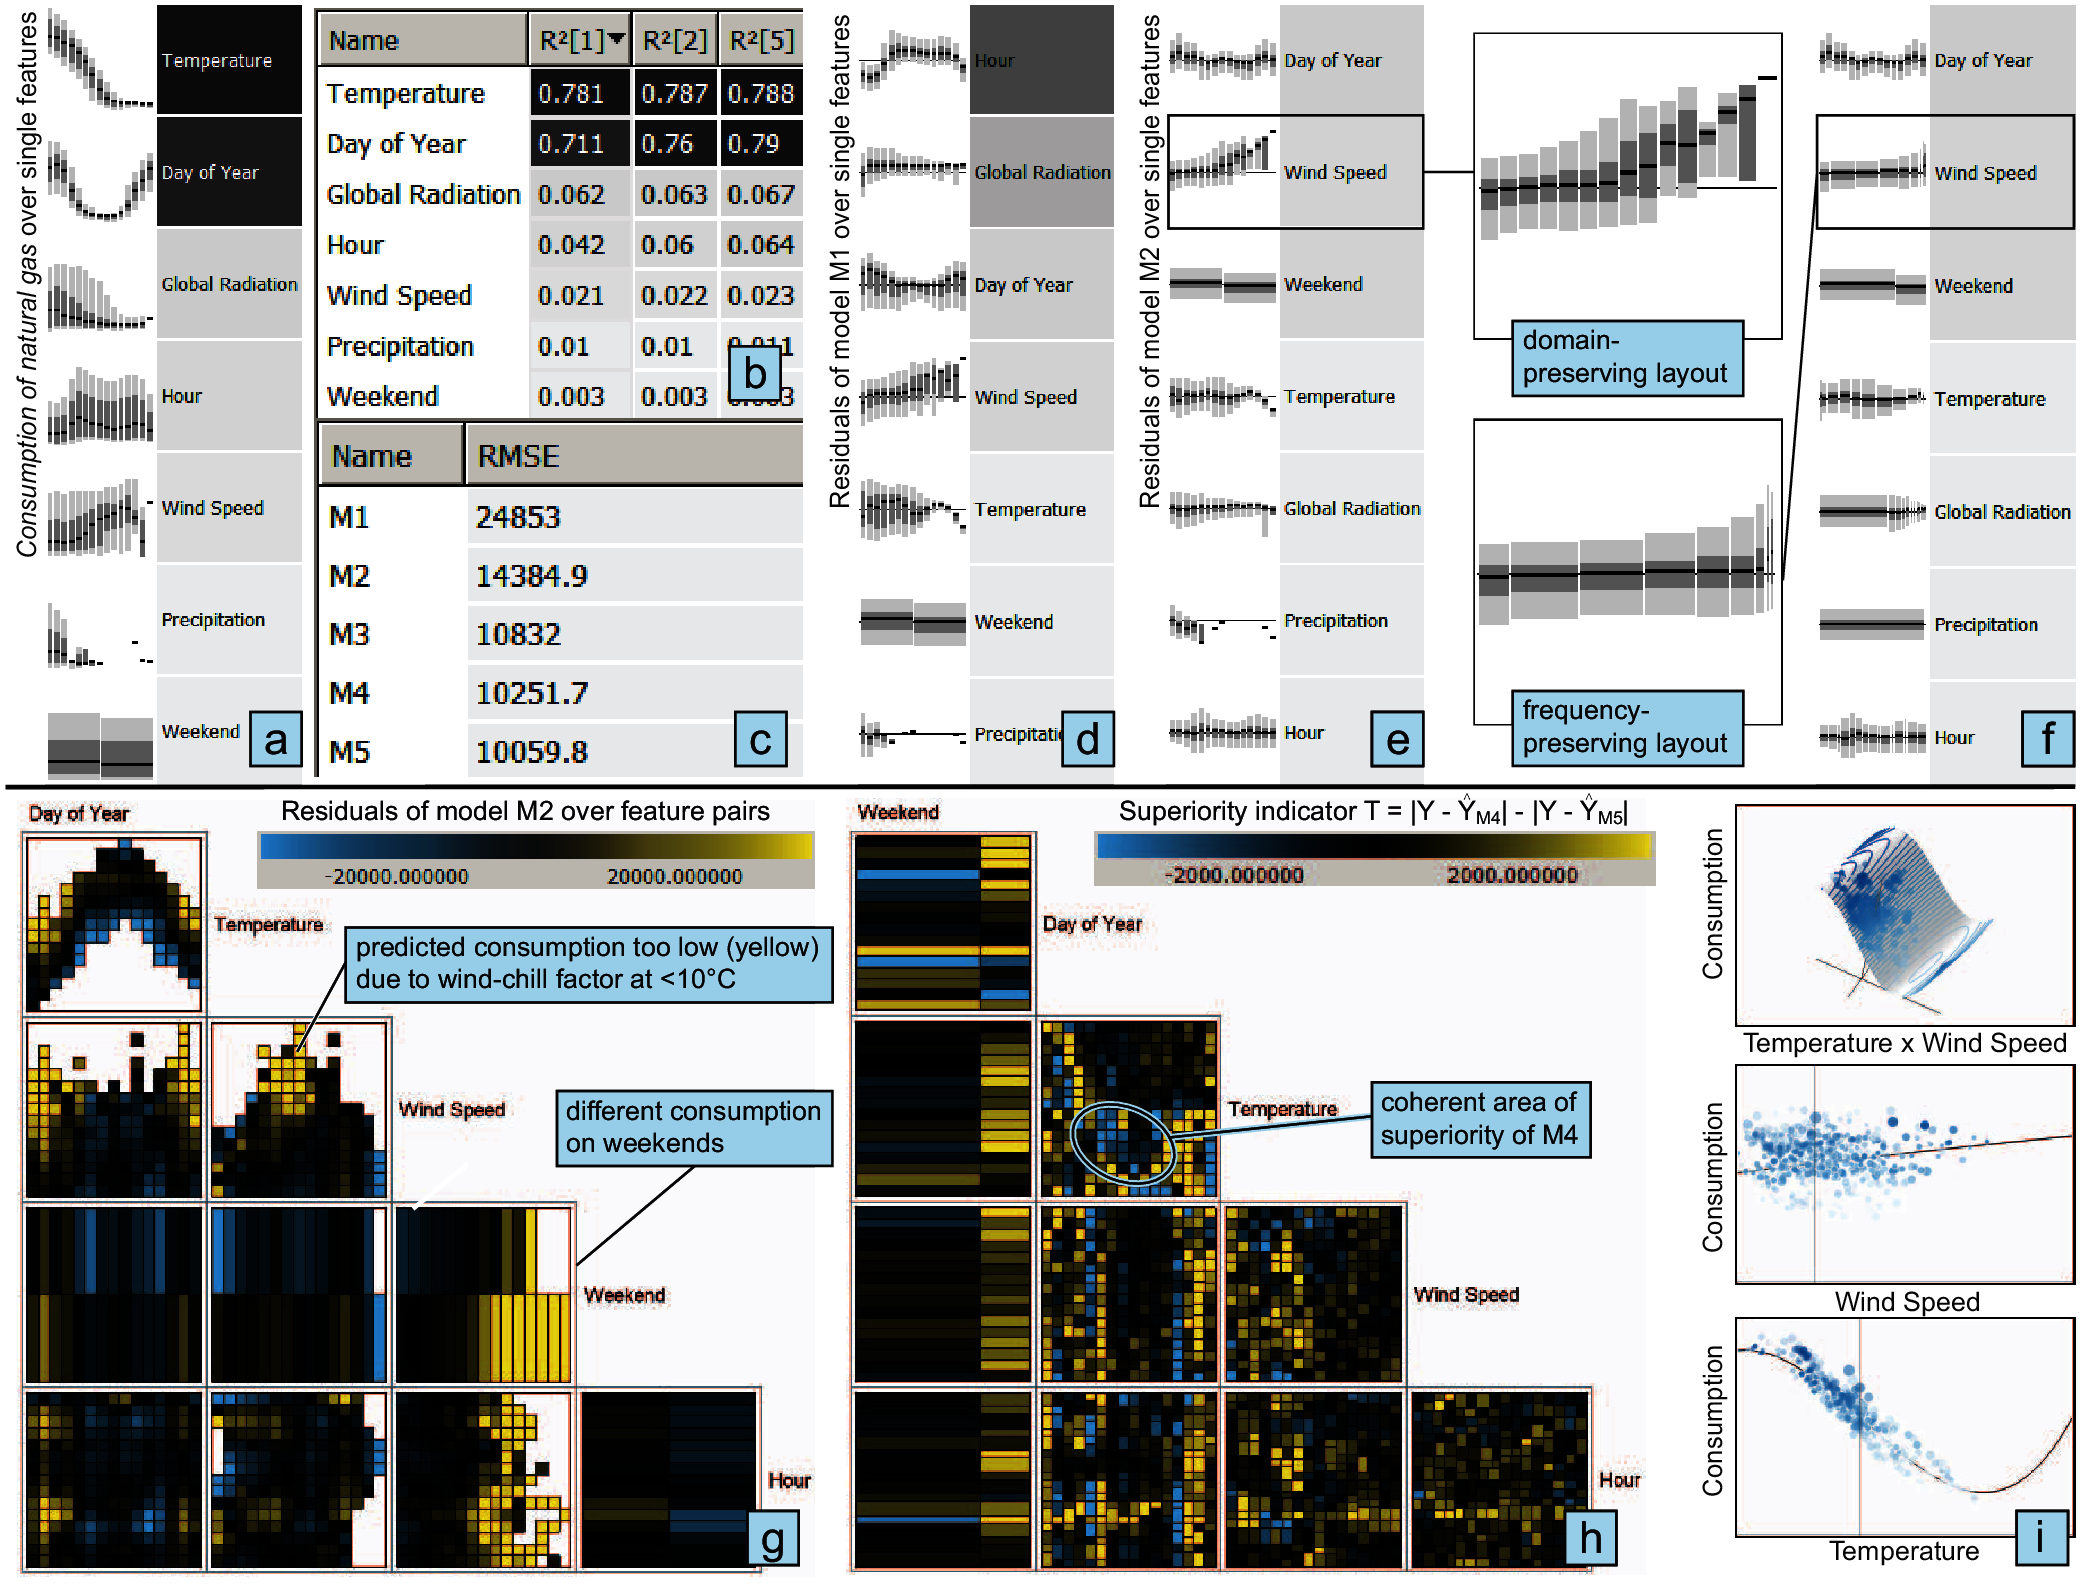 Consumption of natural gas over single features
Temperature
Day of Year
Global Radiation
Hour
Wind Speed
Precipitation
Weekend
a
Name R²[1] R²[2] R²[5]
Temperature 0.781 0.787 0.788
Day of Year 0.711 0.76 0.79
Global Radiation 0.062 0.063 0.067
Hour 0.042 0.06 0.064
Wind Speed 0.021 0.022 0.023
Precipitation 0.01 0.01
Weekend 0.003 0.003
b
Name RMSE
M1 24853
M2 14384.9
M3 10832
M4 10251.7
M5 10059.8
c
Residuals of model M1 over single features
Hour
Global Radiation
Day of Year
Wind Speed
Temperature
Weekend
Precipitati
d
Residuals of model M2 over single features
Day of Year
Wind Speed
Weekend
Temperature
Global Radiation
Precipitation
Hour
e
domain-
preserving layout
frequency-
preserving layout
Day of Year
Wind Speed
Weekend
Temperature
Global Radiation
Precipitation
Hour
f
Day of Year
Residuals of model M2 over feature pairs
-20000.000000 20000.000000
Temperature
predicted consumption too low (yellow)
due to wind-chill factor at <10°C
Wind Speed
different consumption
on weekends
Weekend
Hour
g
Weekend
Superiority indicator T = |Y - Ŷ_M4| - |Y - Ŷ_M5|
-2000.000000 2000.000000
Day of Year
Temperature
coherent area of
superiority of M4
Wind Speed
Hour
h
Consumption
Temperature x Wind Speed
Consumption
Wind Speed
Consumption
Temperature
i